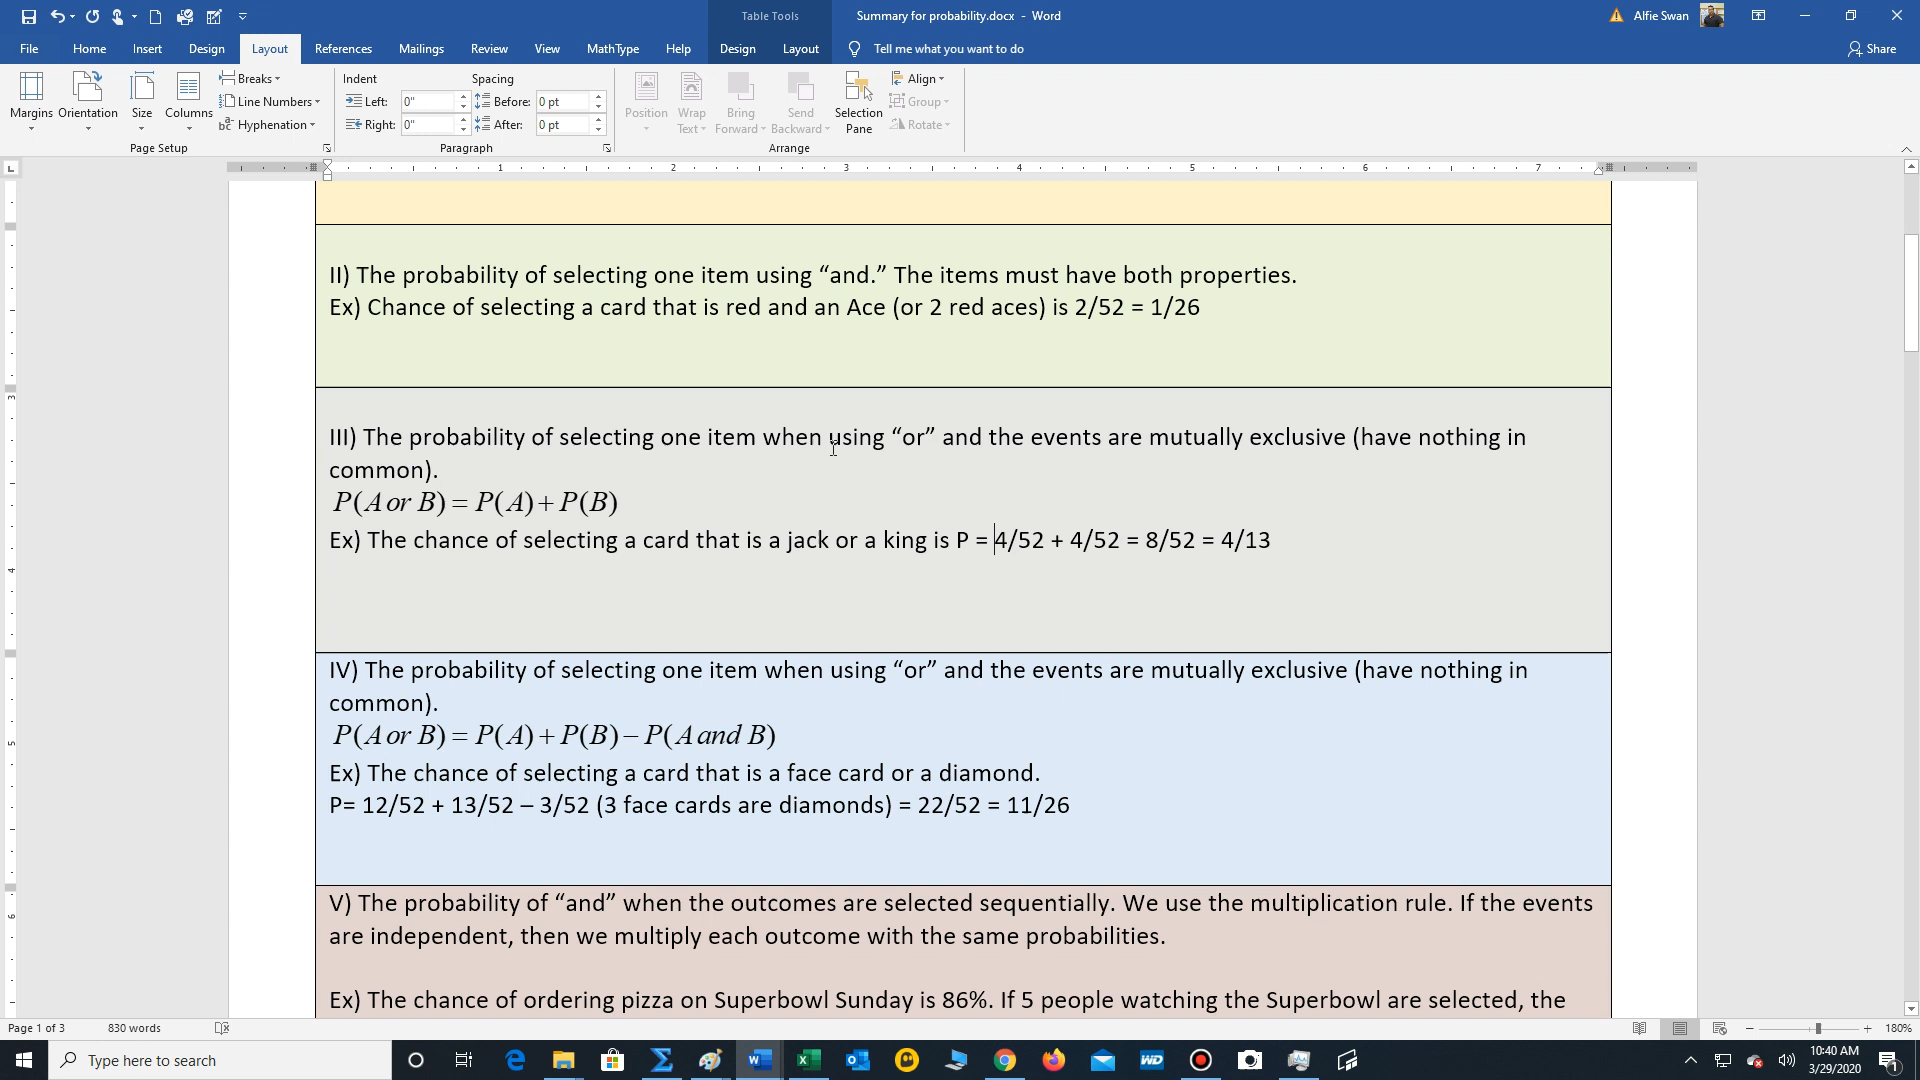 Table Tools
Summary for probability.docx - Word
Alfie Swan
File Home Insert Design Layout References Mailings Review View MathType Help Design Layout Tell me what you want to do Share
Margins
Orientation
Size
Columns
Breaks
Line Numbers
Hyphenation
Page Setup
Indent
Left: 0"
Right: 0"
Spacing
Before: 0 pt
After: 0 pt
Paragraph
Position
Wrap
Text
Bring
Forward
Send
Backward
Selection
Pane
Align
Group
Rotate
Arrange
1 2 3 4 5 6 7
II) The probability of selecting one item using “and.” The items must have both properties.
Ex) Chance of selecting a card that is red and an Ace (or 2 red aces) is 2/52 = 1/26
III) The probability of selecting one item when using “or” and the events are mutually exclusive (have nothing in
common).
P(A or B) = P(A)+ P(B)
Ex) The chance of selecting a card that is a jack or a king is P = 4/52 + 4/52 = 8/52 = 4/13
IV) The probability of selecting one item when using “or” and the events are mutually exclusive (have nothing in
common).
P(A or B) = P(A)+ P(B)− P(A and B)
Ex) The chance of selecting a card that is a face card or a diamond.
P= 12/52 + 13/52 – 3/52 (3 face cards are diamonds) = 22/52 = 11/26
V) The probability of “and” when the outcomes are selected sequentially. We use the multiplication rule. If the events
are independent, then we multiply each outcome with the same probabilities.
Ex) The chance of ordering pizza on Superbowl Sunday is 86%. If 5 people watching the Superbowl are selected, the
3
4
5
6
Page 1 of 3 830 words
180%
Type here to search
WD
10:40 AM
3/29/2020
1